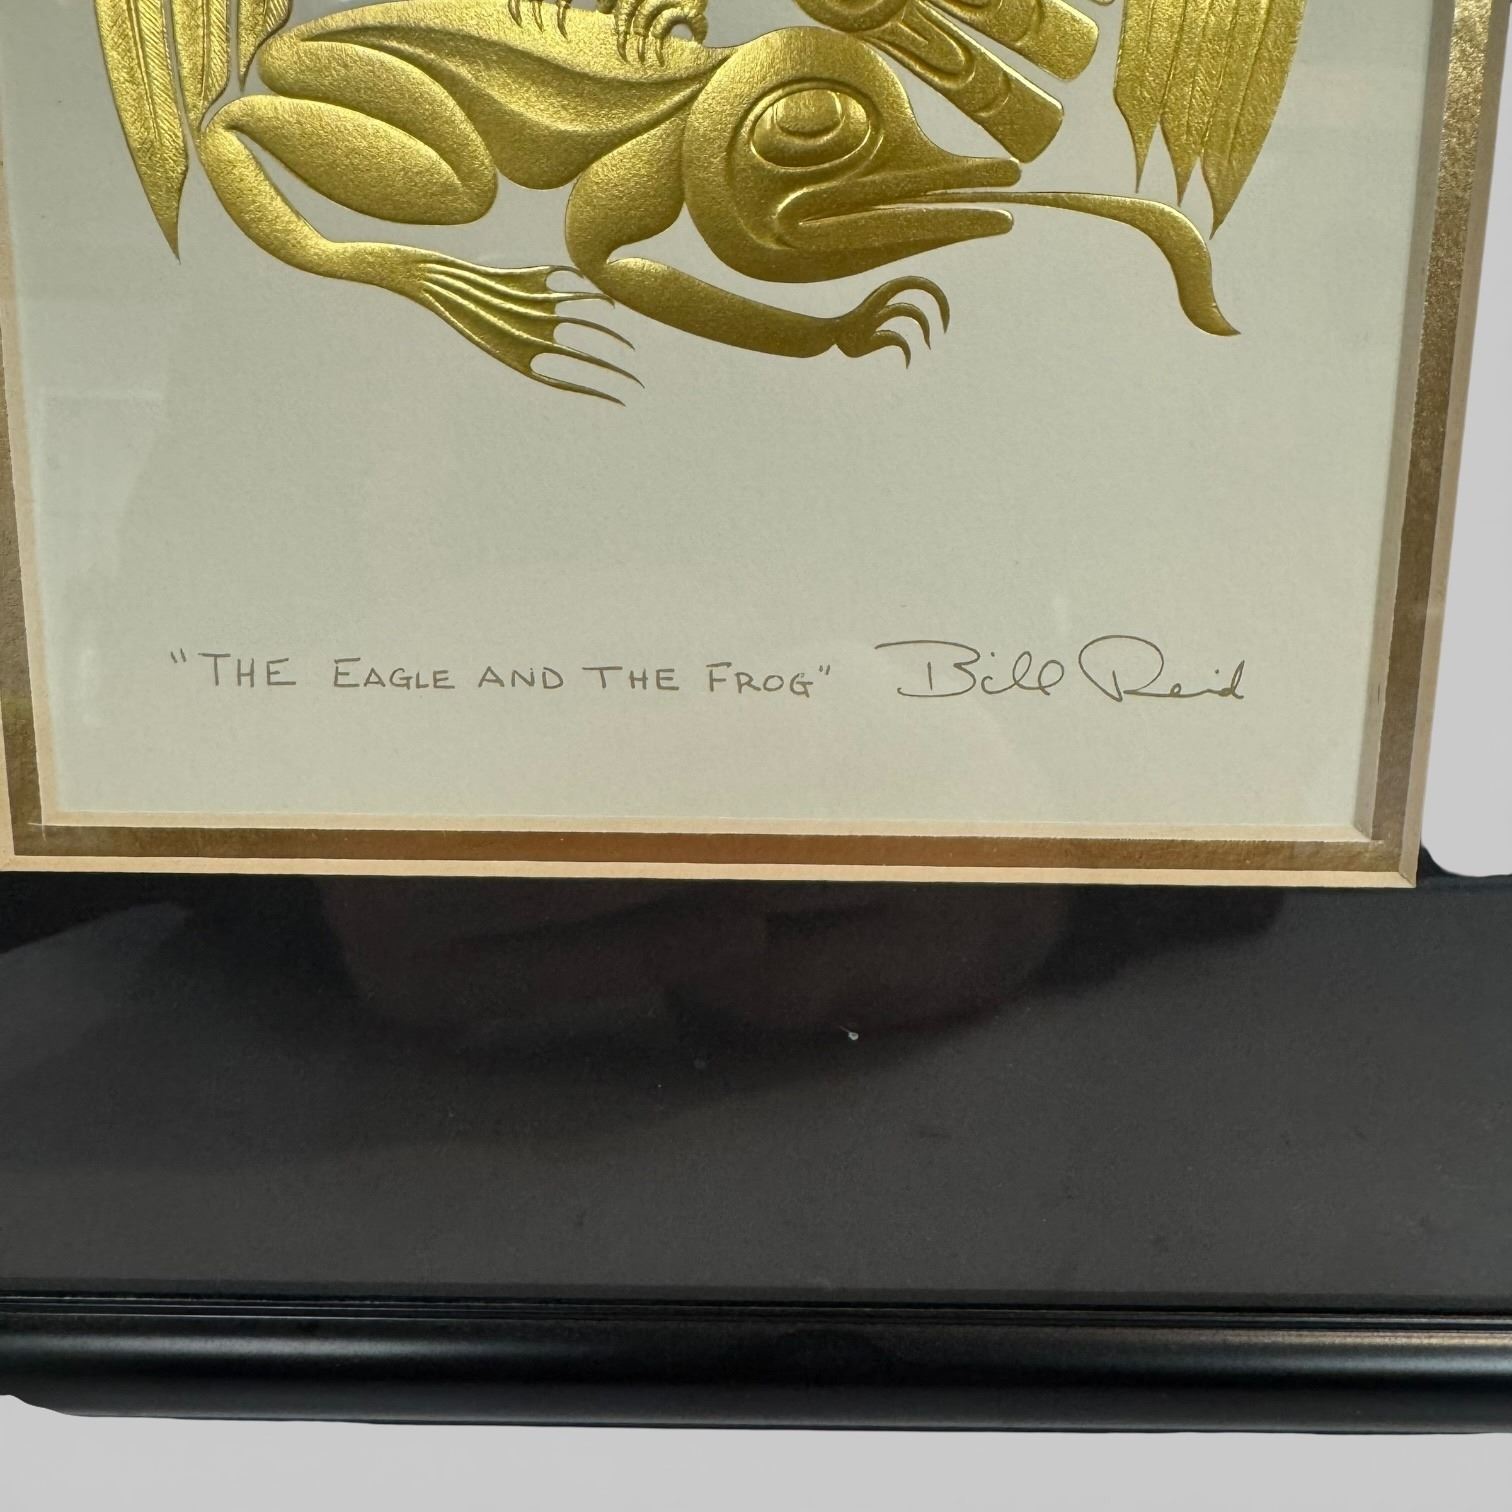 "THE EAGLE AND THE FROG" Bill Reid